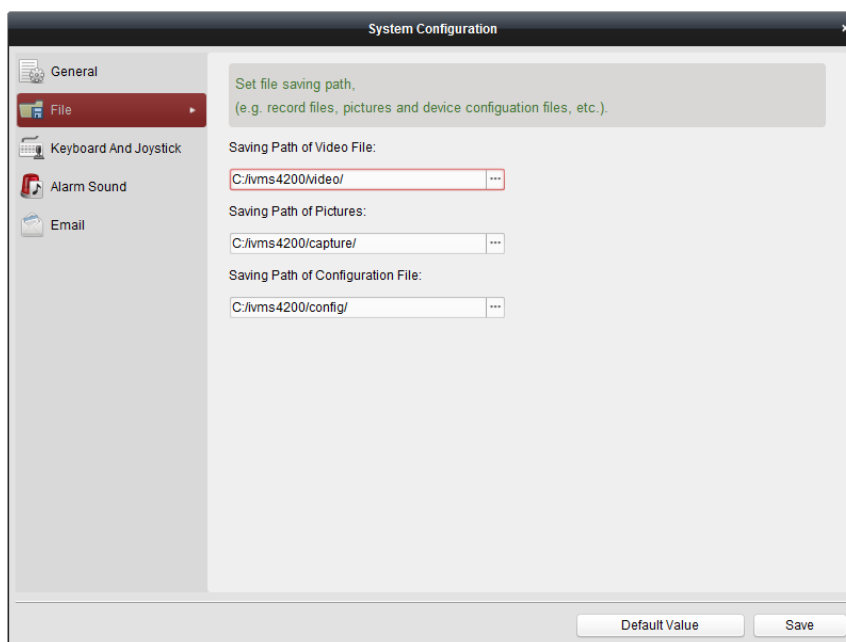 System Configuration
General
File
Keyboard And Joystick
Alarm Sound
Email
Set file saving path,
(e.g. record files, pictures and device configuation files, etc.).
Saving Path of Video File:
C:/ivms4200/video/
Saving Path of Pictures:
C:/ivms4200/capture/
Saving Path of Configuration File:
C:/ivms4200/config/
Default Value
Save